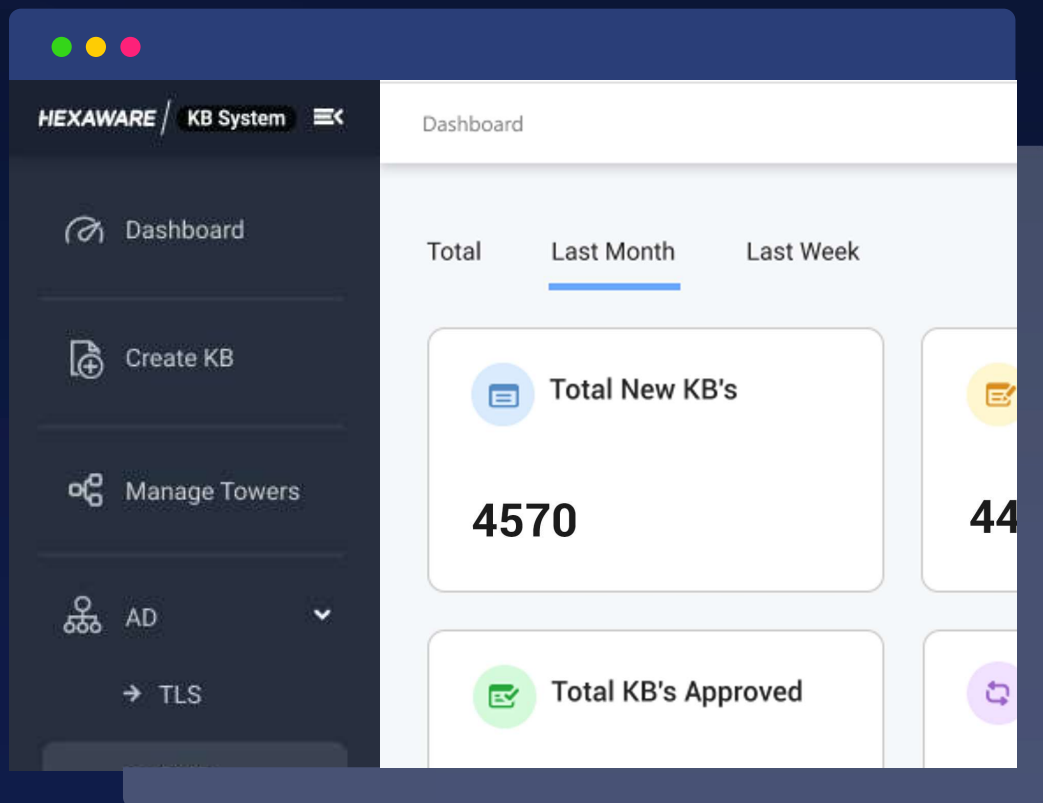 HEXAWARE
KB System
Dashboard
Create KB
Manage Towers
AD
TLS
Dashboard
Total
Last Month
Last Week
Total New KB's
4570
44
Total KB's Approved